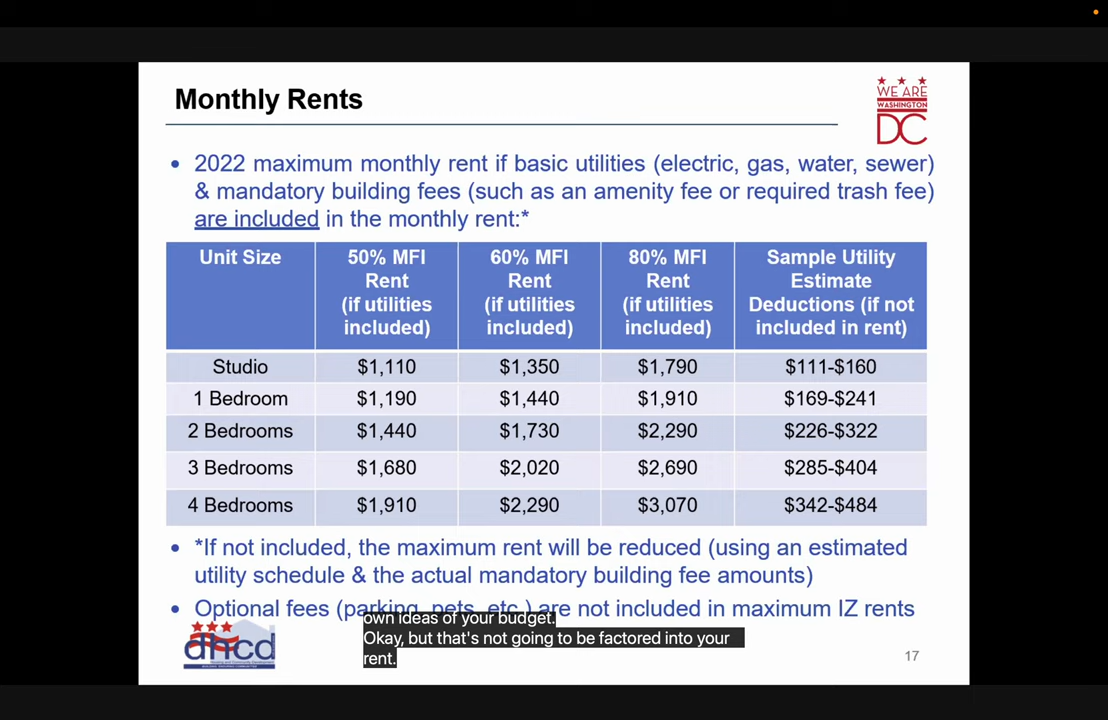 Monthly Rents
WE ARE
WASHINGTON
DC
• 2022 maximum monthly rent if basic utilities (electric, gas, water, sewer)
& mandatory building fees (such as an amenity fee or required trash fee)
are included in the monthly rent:*
Unit Size 50% MFI Rent (if utilities included) 60% MFI Rent (if utilities included) 80% MFI Rent (if utilities included) Sample Utility Estimate Deductions (if not included in rent)
Studio $1,110 $1,350 $1,790 $111-$160
1 Bedroom $1,190 $1,440 $1,910 $169-$241
2 Bedrooms $1,440 $1,730 $2,290 $226-$322
3 Bedrooms $1,680 $2,020 $2,690 $285-$404
4 Bedrooms $1,910 $2,290 $3,070 $342-$484
• *If not included, the maximum rent will be reduced (using an estimated
utility schedule & the actual mandatory building fee amounts)
• Optional fees (parking, pets, etc.) are not included in maximum IZ rents
own ideas of your budget.
Okay, but that's not going to be factored into your
rent.
dhcd
17